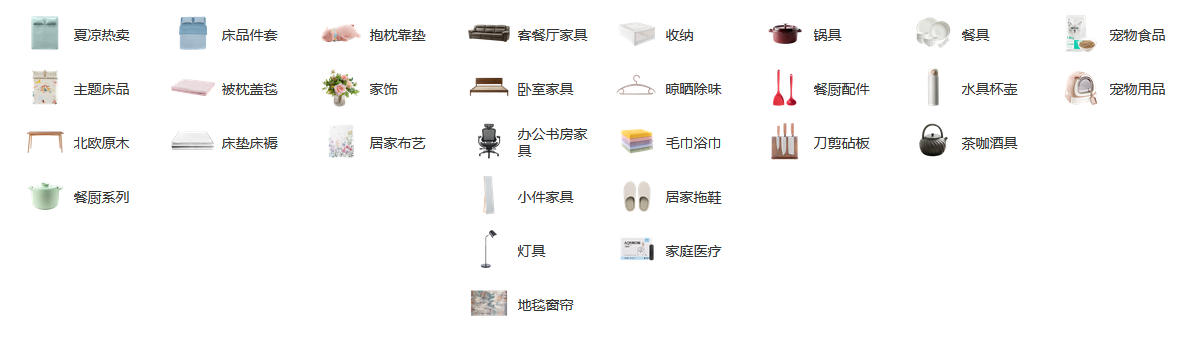 夏凉热卖
床品件套
抱枕靠垫
客餐厅家具
收纳
锅具
餐具
宠物食品
主题床品
被枕盖毯
家饰
卧室家具
晾晒除味
餐厨配件
水具杯壶
宠物用品
北欧原木
床垫床褥
居家布艺
办公书房家
具
毛巾浴巾
刀剪砧板
茶咖酒具
餐厨系列
小件家具
居家拖鞋
灯具
家庭医疗
地毯窗帘